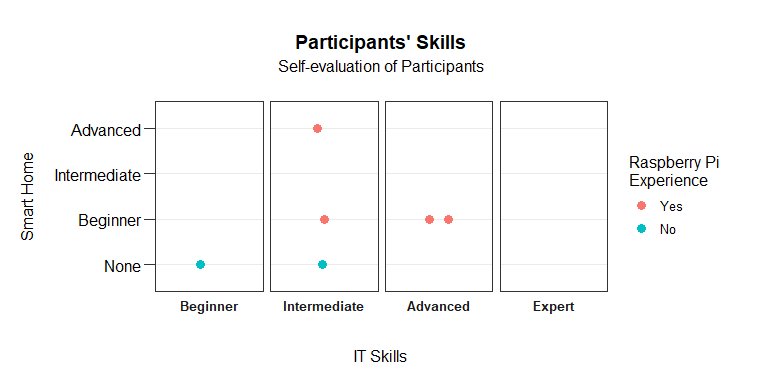 Participants' Skills
Self-evaluation of Participants
Smart Home
Advanced
Intermediate
Beginner
None
Beginner
Intermediate
Advanced
Expert
IT Skills
Raspberry Pi
Experience
Yes
No